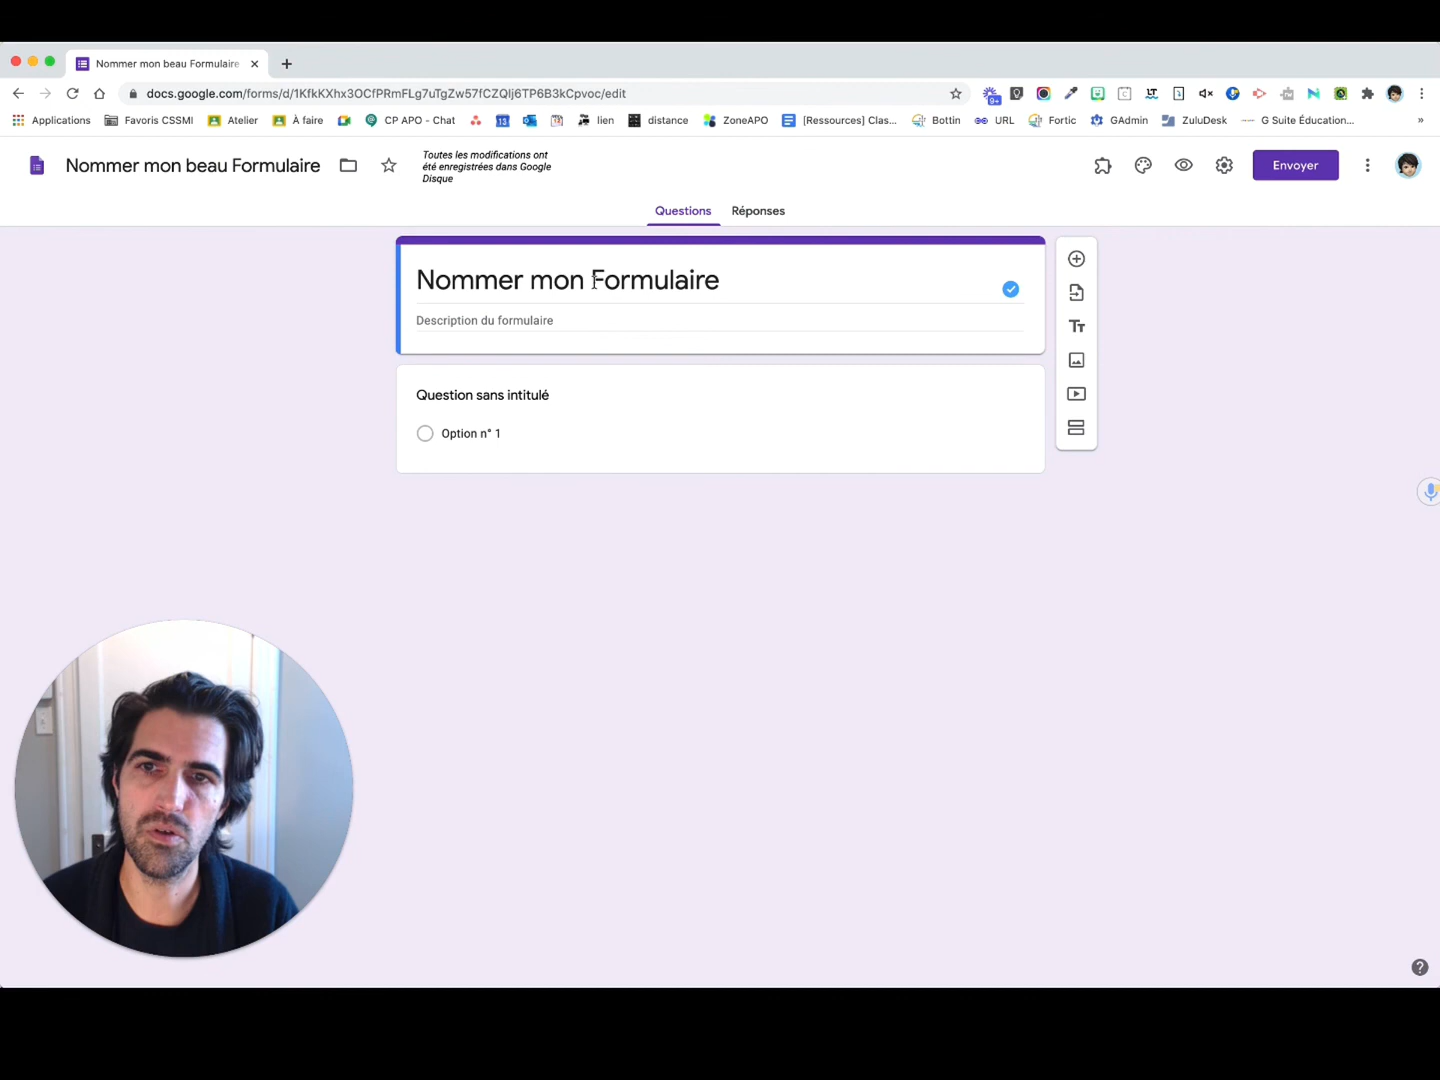 Nommer mon beau Formulaire
docs.google.com/forms/d/1KfkKXhx3OCfPRmFLg7uTgZw57fCZQlj6TP6B3kCpvoc/edit
9+
Applications Favoris CSSMI Atelier À faire CP APO - Chat 13 lien distance ZoneAPO [Ressources] Clas... Bottin URL Fortic GAdmin ZuluDesk G Suite Éducation... »
Nommer mon beau Formulaire
Toutes les modifications ont
été enregistrées dans Google
Disque
Envoyer
Questions Réponses
Nommer mon Formulaire
Description du formulaire
Tт
Question sans intitulé
Option n° 1
?